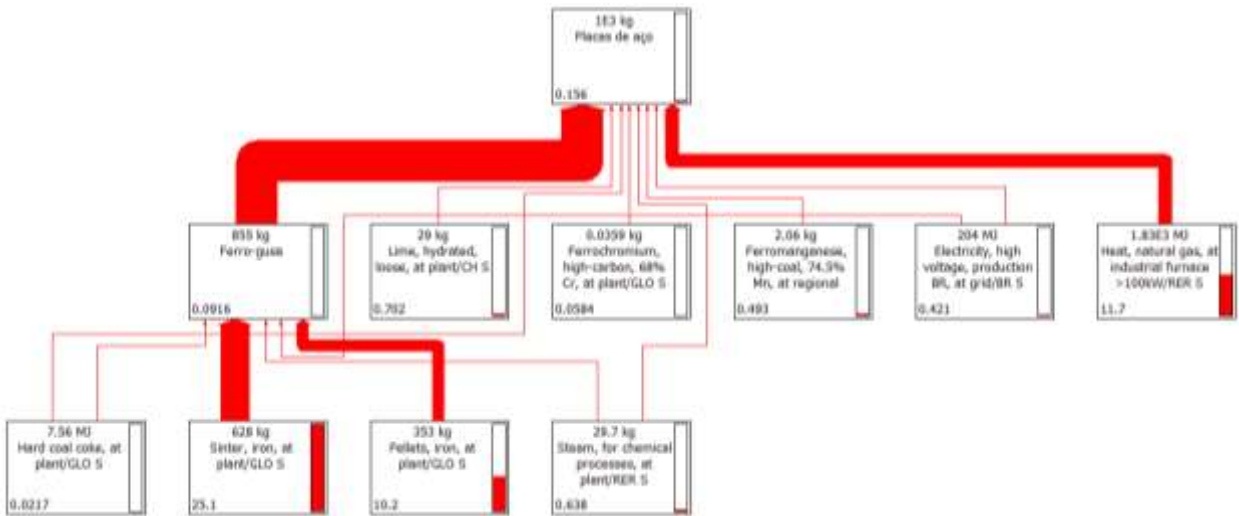 1E3 kg
Placas de aço
0.156
855 kg
Ferro-gusa
0.0916
29 kg
Lime, hydrated,
loose, at plant/CH S
0.702
0.0359 kg
Ferrochromium,
high-carbon, 68%
Cr, at plant/GLO S
0.0584
2.06 kg
Ferromanganese,
high-coal, 74.5%
Mn, at regional
0.493
204 MJ
Electricity, high
voltage, production
BR, at grid/BR S
0.421
1.83E3 MJ
Heat, natural gas, at
industrial furnace
>100kW/RER S
11.7
7.56 MJ
Hard coal coke, at
plant/GLO S
0.0217
628 kg
Sinter, iron, at
plant/GLO S
25.1
353 kg
Pellets, iron, at
plant/GLO S
10.2
29.7 kg
Steam, for chemical
processes, at
plant/RER S
0.638